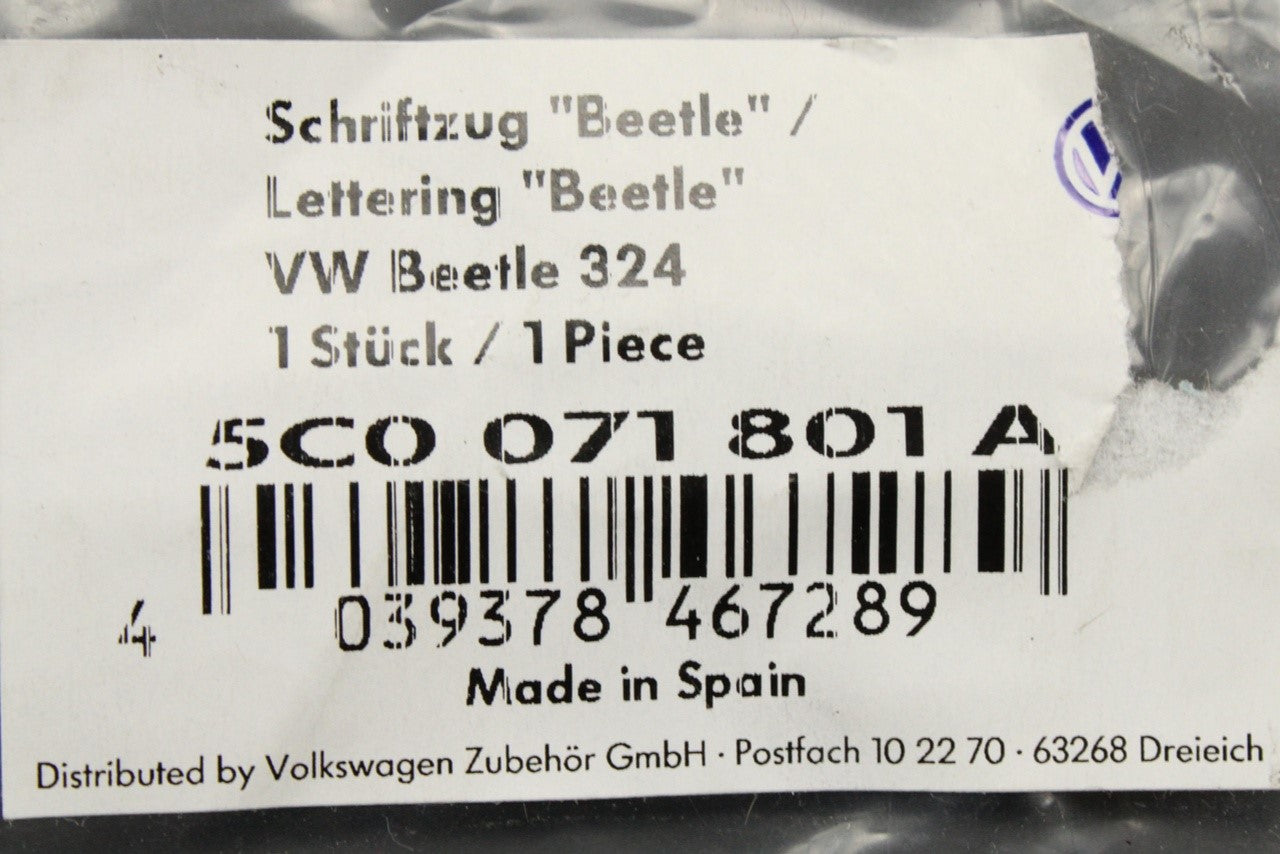 Schriftzug "Beetle" /
Lettering "Beetle"
VW Beetle 324
1 Stück / 1 Piece
5C0 071 801 A
4 039378 467289
Made in Spain
Distributed by Volkswagen Zubehör GmbH · Postfach 10 22 70 · 63268 Dreieich